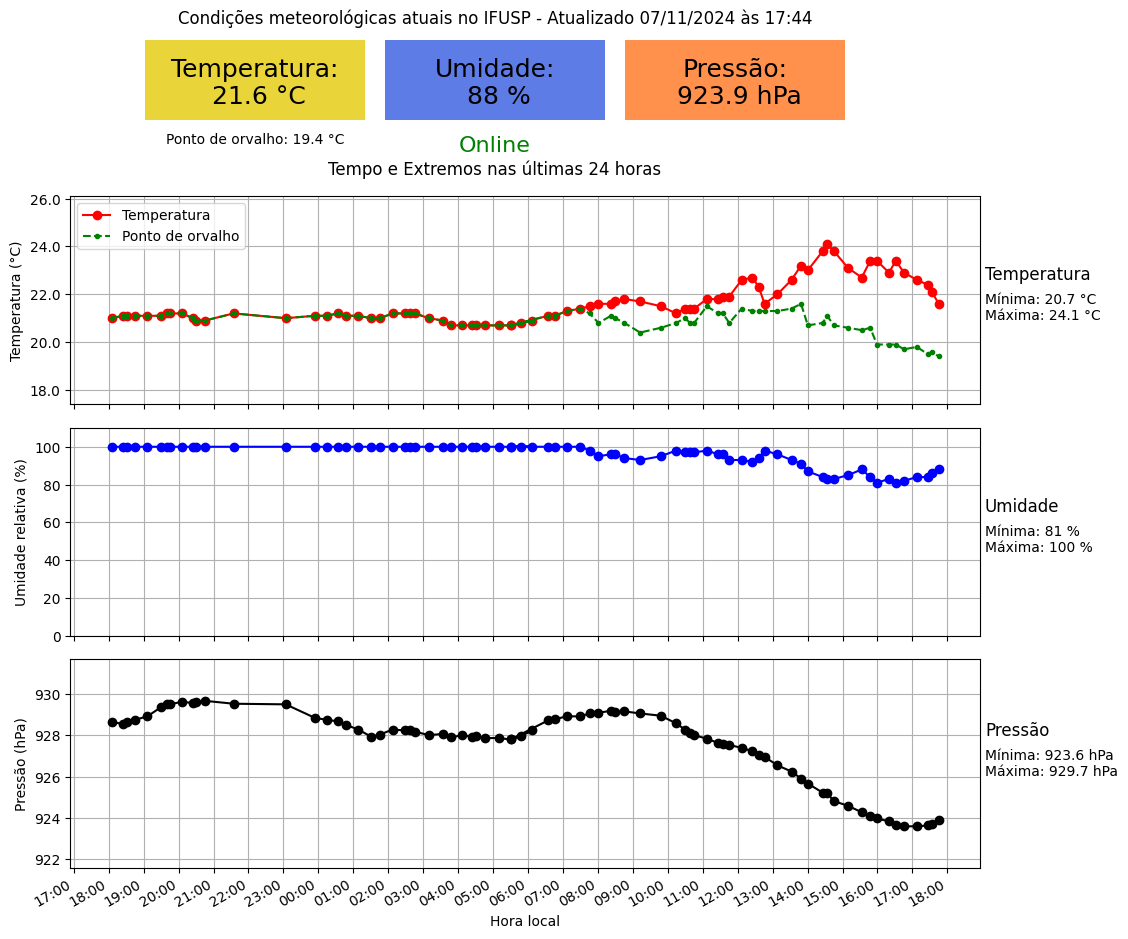 Condições meteorológicas atuais no IFUSP - Atualizado 07/11/2024 às 17:44
Temperatura:
21.6 °C
Umidade:
88 %
Pressão:
923.9 hPa
Ponto de orvalho: 19.4 °C
Online
Tempo e Extremos nas últimas 24 horas
26.0
24.0
22.0
20.0
18.0
Temperatura (°C)
Temperatura
Ponto de orvalho
Temperatura
Mínima: 20.7 °C
Máxima: 24.1 °C
100
80
60
40
20
0
Umidade relativa (%)
Umidade
Mínima: 81 %
Máxima: 100 %
930
928
926
924
922
Pressão (hPa)
Pressão
Mínima: 923.6 hPa
Máxima: 929.7 hPa
17:00
18:00
19:00
20:00
21:00
22:00
23:00
00:00
01:00
02:00
03:00
04:00
05:00
06:00
07:00
08:00
09:00
10:00
11:00
12:00
13:00
14:00
15:00
16:00
17:00
18:00
Hora local